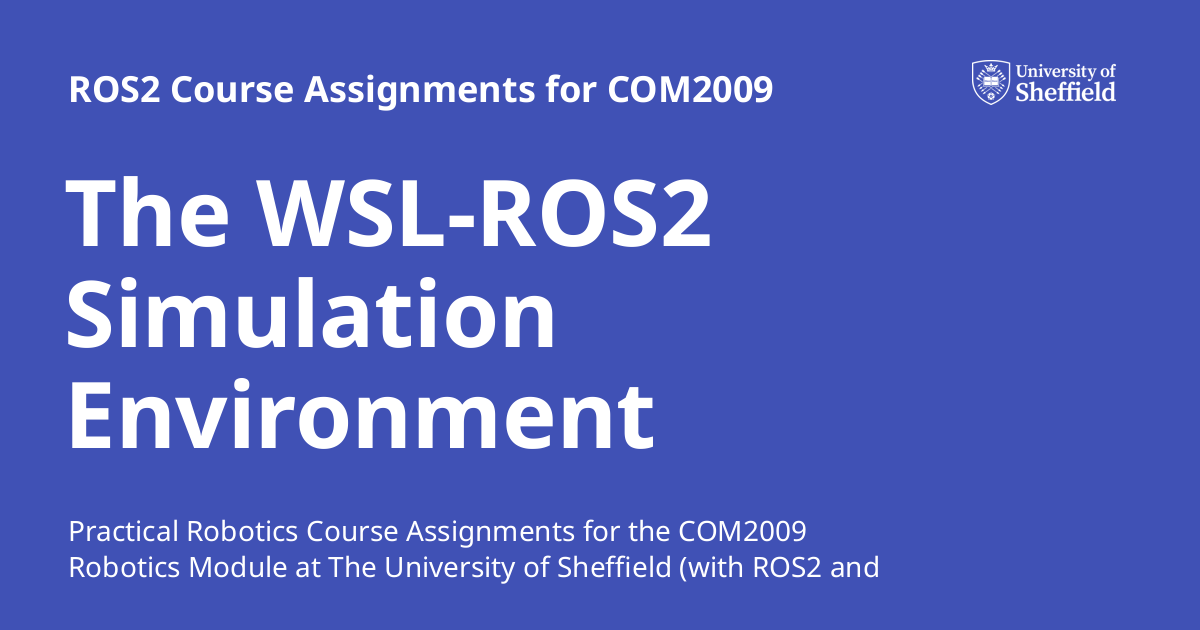 ROS2 Course Assignments for COM2009
University of
Sheffield
The WSL-ROS2
Simulation
Environment
Practical Robotics Course Assignments for the COM2009
Robotics Module at The University of Sheffield (with ROS2 and